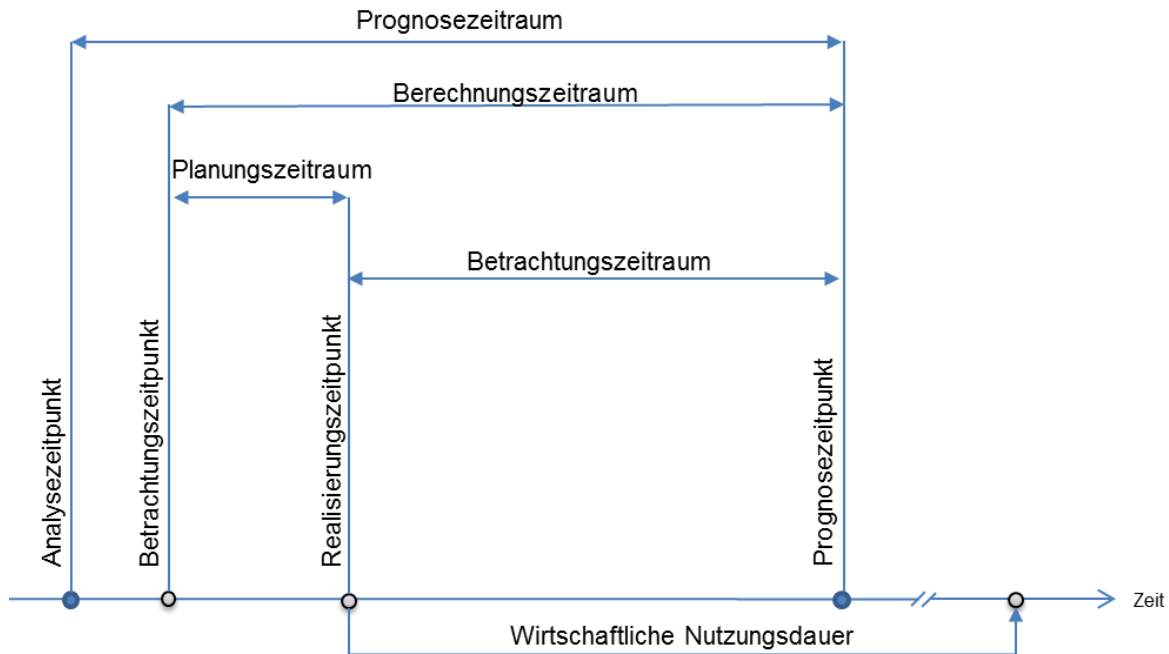 Prognosezeitraum
Berechnungszeitraum
Planungszeitraum
Betrachtungszeitraum
Analysezeitpunkt
Betrachtungszeitpunkt
Realisierungszeitpunkt
Prognosezeitpunkt
Zeit
Wirtschaftliche Nutzungsdauer